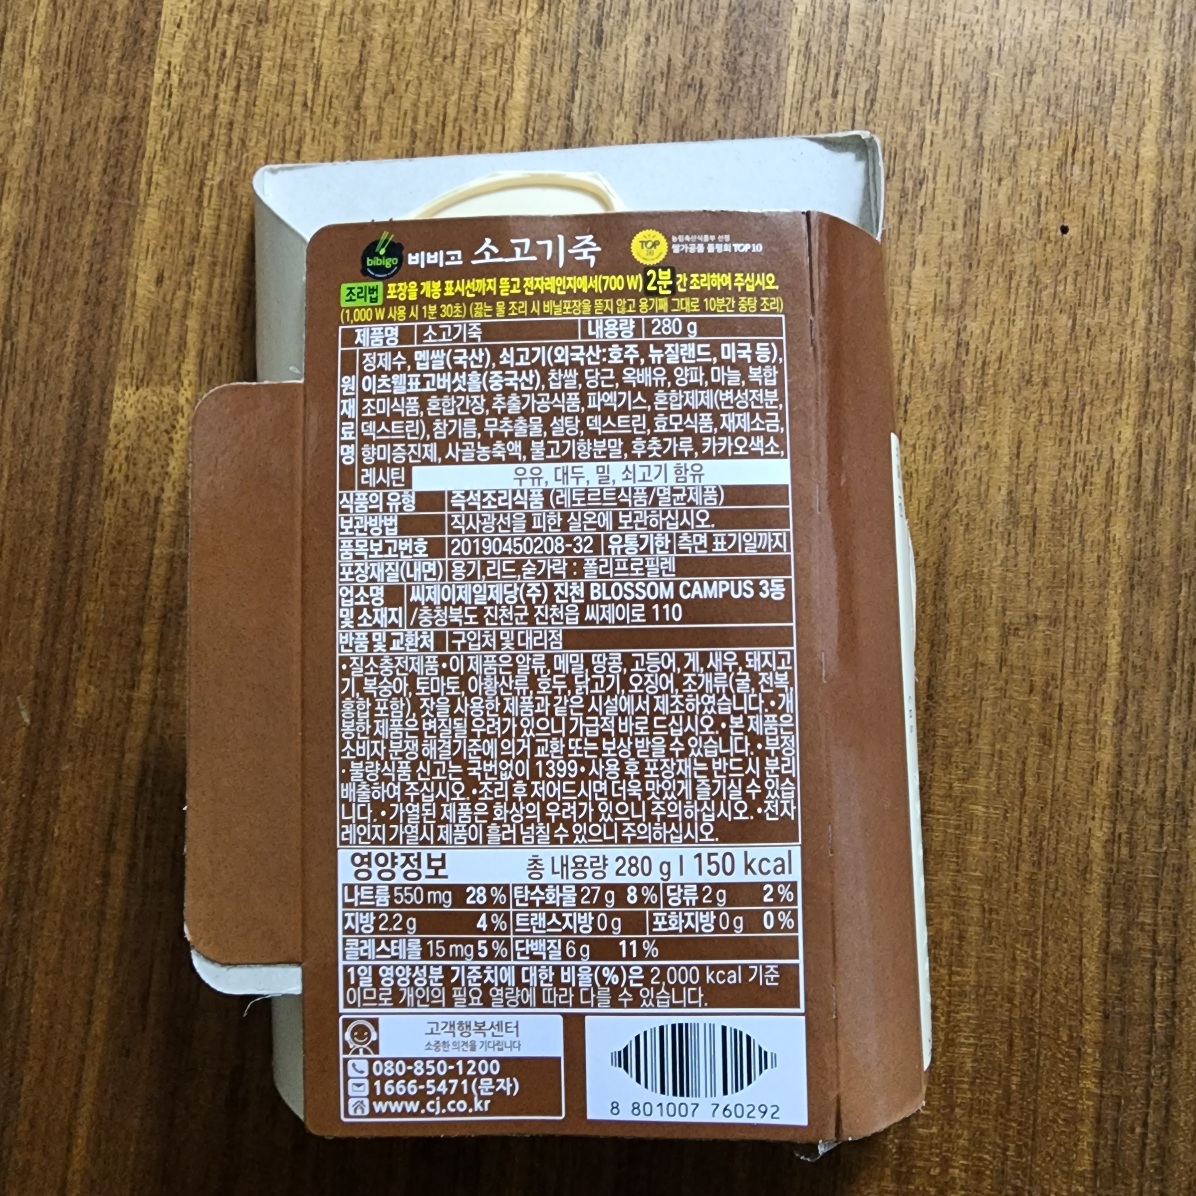 bibigo 비비고 소고기죽 TOP 10 농림축산식품부 선정
쌀가공품 품평회 TOP10
조리법 포장을 개봉 표시선까지 뜯고 전자레인지에서(700 W) 2분간 조리하여 주십시오.
(1,000 W 사용 시 1분 30초) (끓는 물 조리 시 비닐포장을 뜯지 않고 용기째 그대로 10분간 중탕 조리)
제품명 소고기죽 내용량 280 g
원재료명 정제수, 멥쌀(국산), 쇠고기(외국산:호주, 뉴질랜드, 미국 등),
이츠웰표고버섯홀(중국산), 찹쌀, 당근, 옥배유, 양파, 마늘, 복합
조미식품, 혼합간장, 추출가공식품, 파엑기스, 혼합제제(변성전분,
덱스트린), 참기름, 무추출물, 설탕, 덱스트린, 효모식품, 재제소금,
향미증진제, 사골농축액, 불고기향분말, 후춧가루, 카카오색소,
레시틴 우유, 대두, 밀, 쇠고기 함유
식품의 유형 즉석조리식품 (레토르트식품/멸균제품)
보관방법 직사광선을 피한 실온에 보관하십시오.
품목보고번호 20190450208-32 유통기한 측면 표기일까지
포장재질(내면) 용기,리드,숟가락 : 폴리프로필렌
업소명 씨제이제일제당(주) 진천 BLOSSOM CAMPUS 3동
및 소재지 /충청북도 진천군 진천읍 씨제이로 110
반품 및 교환처 구입처 및 대리점
•질소충전제품•이 제품은 알류, 메밀, 땅콩, 고등어, 게, 새우, 돼지고
기, 복숭아, 토마토, 아황산류, 호두, 닭고기, 오징어, 조개류(굴, 전복,
홍합 포함), 잣을 사용한 제품과 같은 시설에서 제조하였습니다.•개
봉한 제품은 변질될 우려가 있으니 가급적 바로 드십시오.•본 제품은
소비자 분쟁 해결기준에 의거 교환 또는 보상 받을 수 있습니다.•부정
·불량식품 신고는 국번없이 1399•사용 후 포장재는 반드시 분리
배출하여 주십시오.•조리 후 저어드시면 더욱 맛있게 즐기실 수 있습
니다.•가열된 제품은 화상의 우려가 있으니 주의하십시오.•전자
레인지 가열시 제품이 흘러 넘칠 수 있으니 주의하십시오.
영양정보 총 내용량 280 g | 150 kcal
나트륨 550 mg 28 % 탄수화물 27 g 8 % 당류 2 g 2 %
지방 2.2 g 4 % 트랜스지방 0 g 포화지방 0 g 0 %
콜레스테롤 15 mg 5 % 단백질 6 g 11 %
1일 영양성분 기준치에 대한 비율(%)은 2,000 kcal 기준
이므로 개인의 필요 열량에 따라 다를 수 있습니다.
고객행복센터
소중한 의견을 기다립니다
080-850-1200
1666-5471(문자)
www.cj.co.kr
8 801007 760292